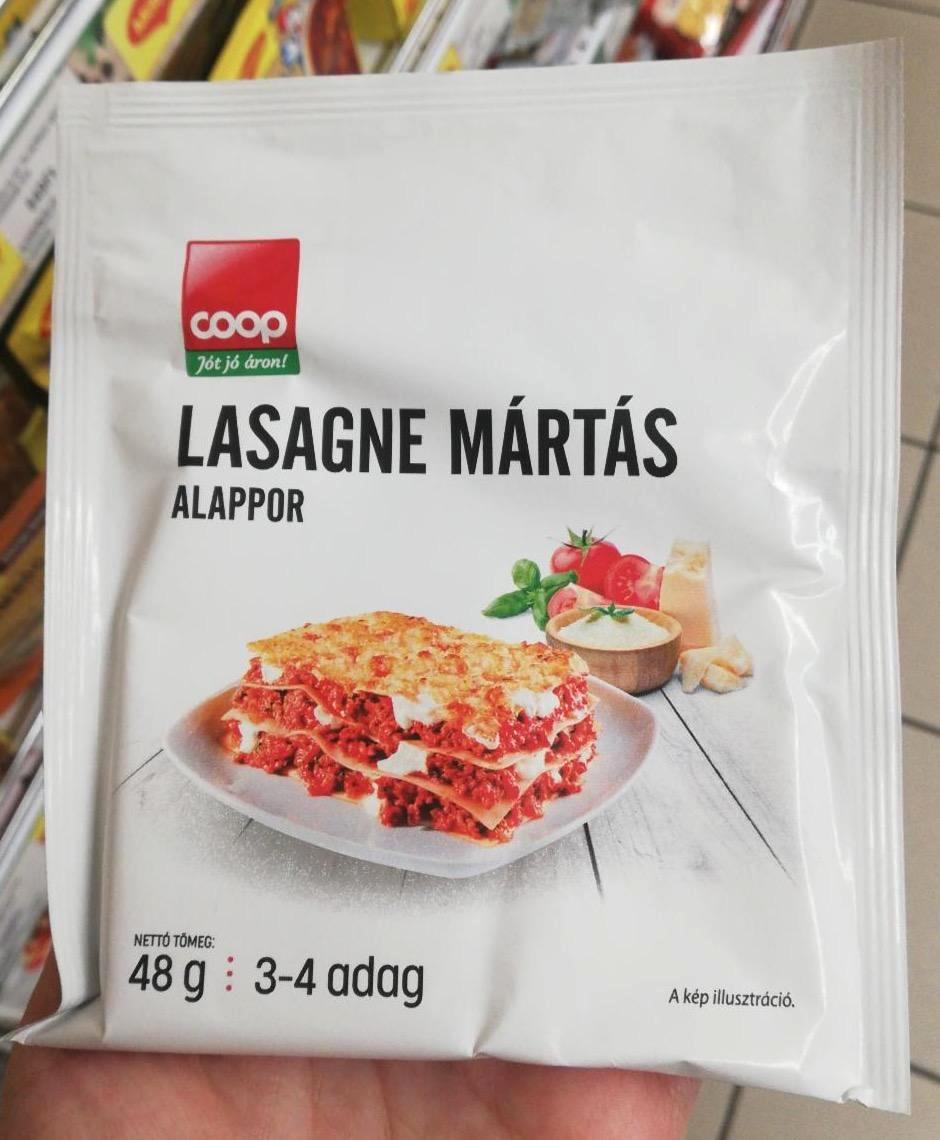 coop
Jót jó áron!
LASAGNE MÁRTÁS
ALAPPOR
NETTÓ TÖMEG:
48 g ⋮ 3-4 adag
A kép illusztráció.